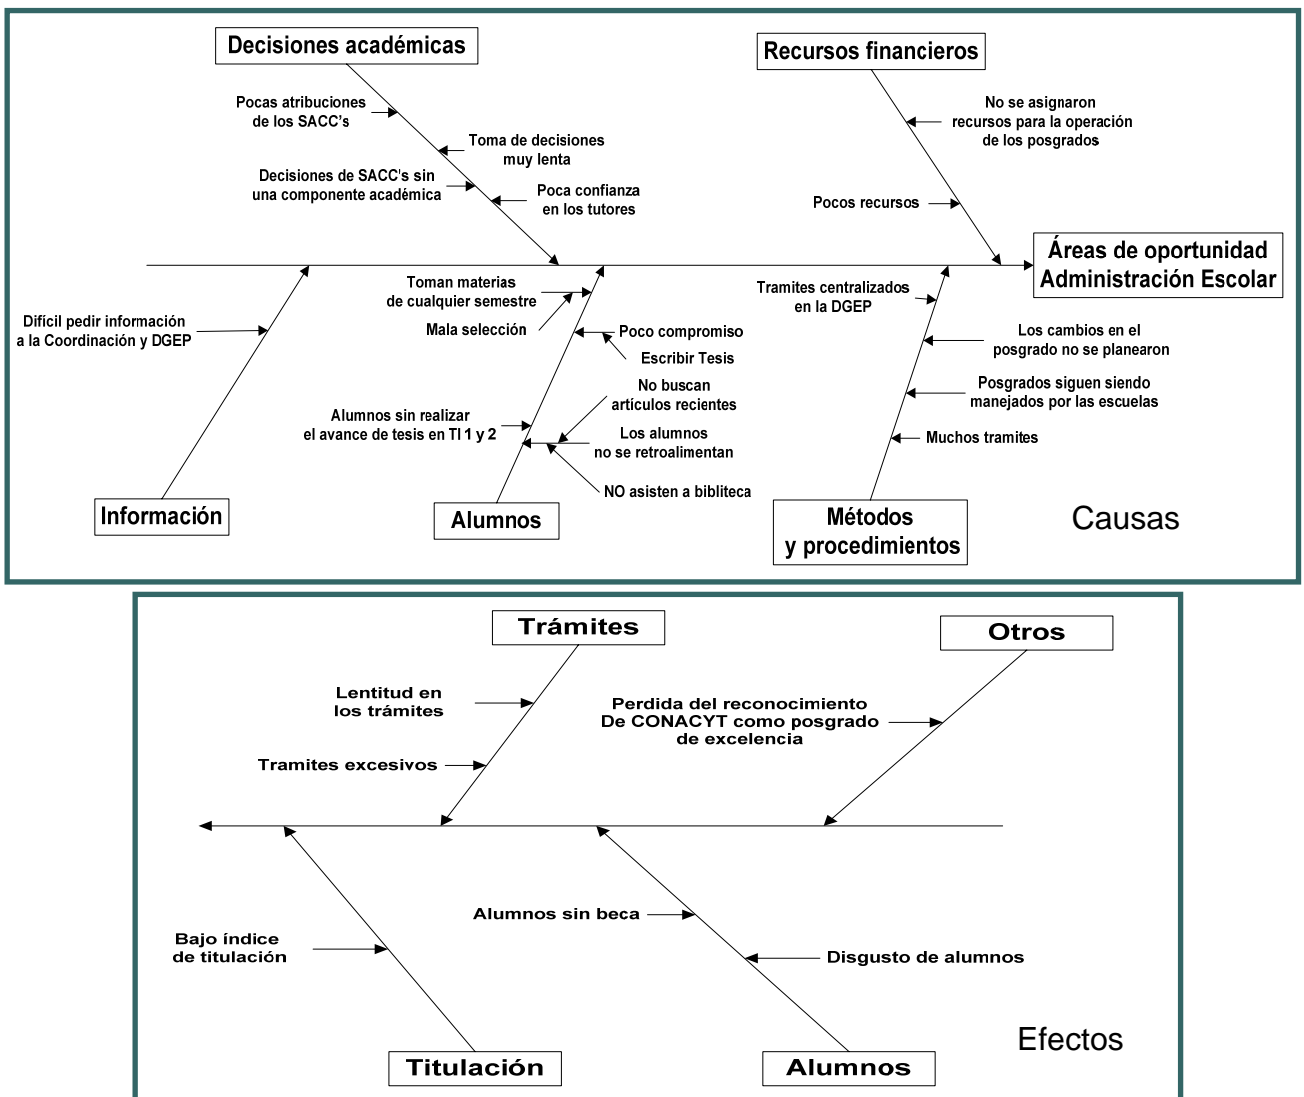 Decisiones académicas
Recursos financieros
Pocas atribuciones
de los SACC's
Toma de decisiones
muy lenta
Decisiones de SACC's sin
una componente académica
Poca confianza
en los tutores
No se asignaron
recursos para la operación
de los posgrados
Pocos recursos
Áreas de oportunidad
Administración Escolar
Toman materias
de cualquier semestre
Mala selección
Tramites centralizados
en la DGEP
Difícil pedir información
a la Coordinación y DGEP
Poco compromiso
Escribir Tesis
Los cambios en el
posgrado no se planearon
No buscan
artículos recientes
Posgrados siguen siendo
manejados por las escuelas
Alumnos sin realizar
el avance de tesis en TI 1 y 2
Los alumnos
no se retroalimentan
Muchos tramites
NO asisten a bibliteca
Información
Alumnos
Métodos
y procedimientos
Causas
Trámites
Otros
Lentitud en
los trámites
Perdida del reconocimiento
De CONACYT como posgrado
de excelencia
Tramites excesivos
Alumnos sin beca
Bajo índice
de titulación
Disgusto de alumnos
Efectos
Titulación
Alumnos